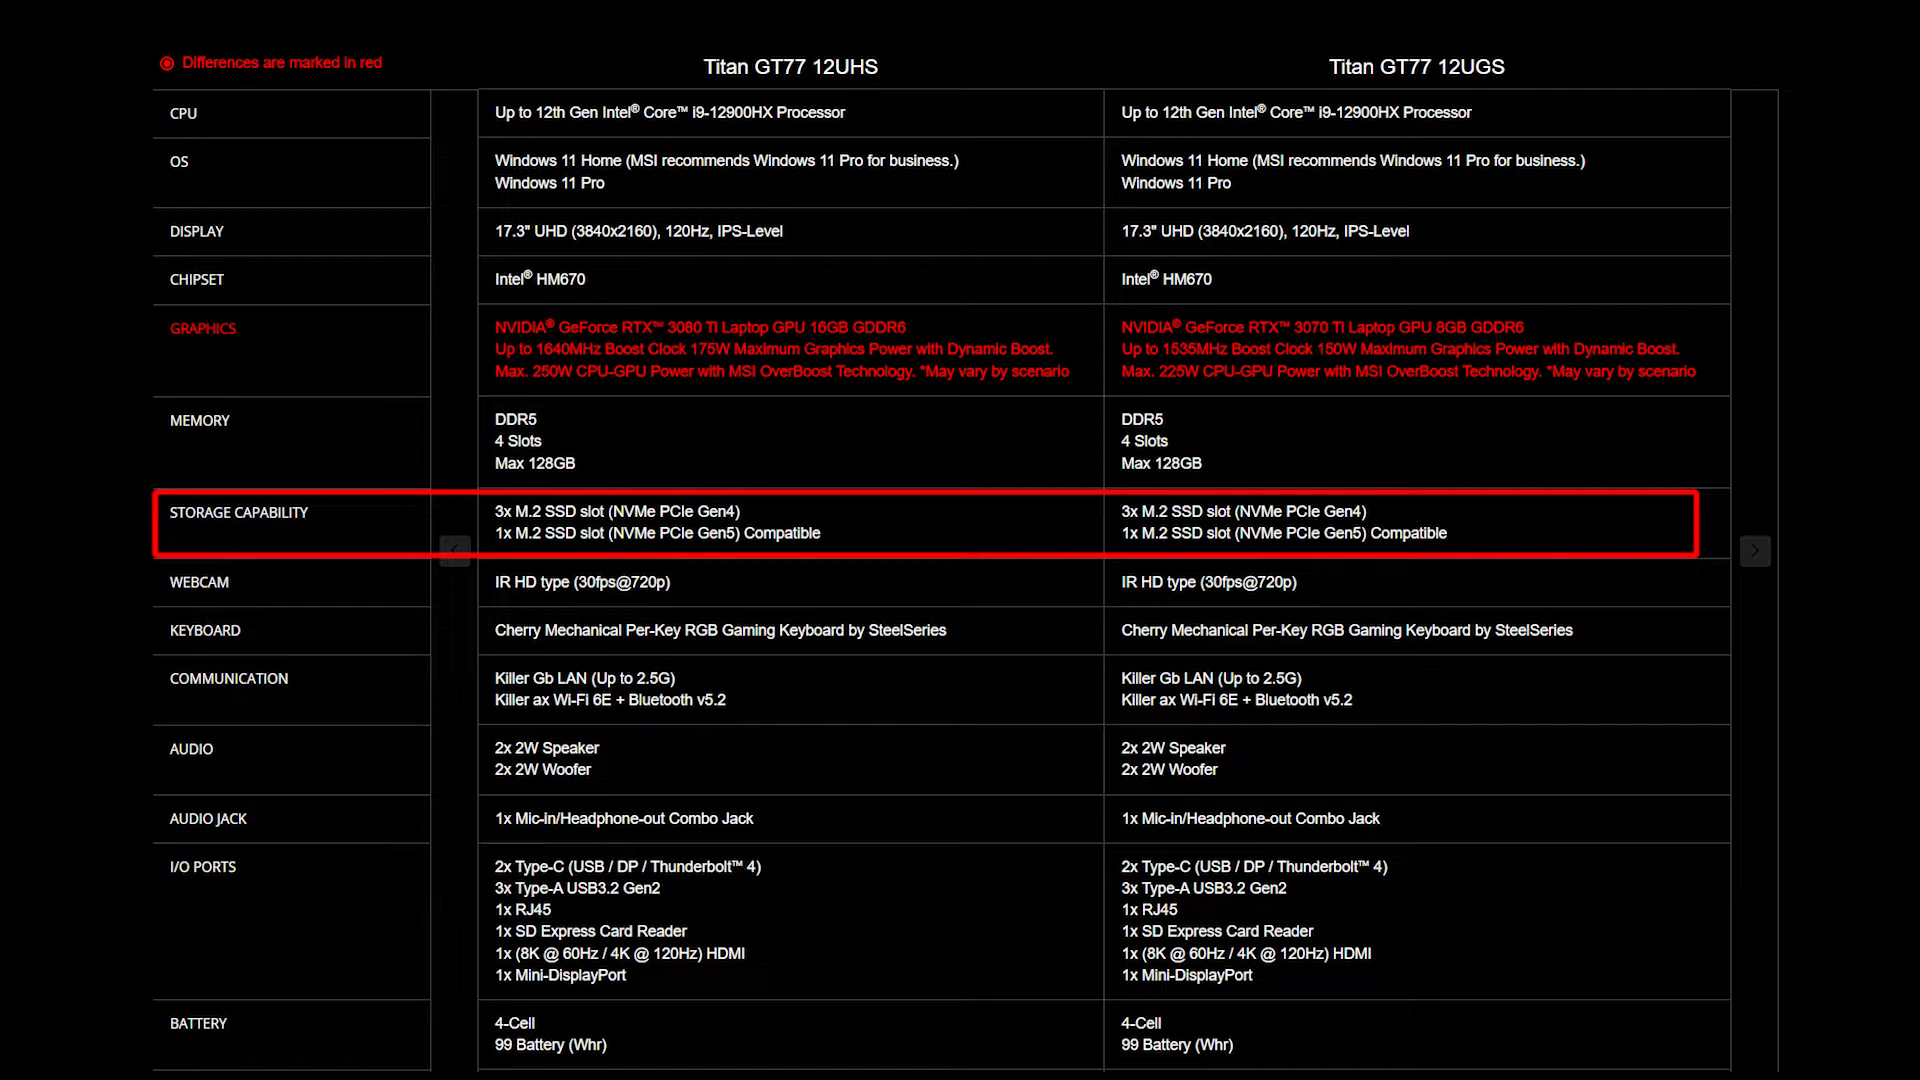 Differences are marked in red
Titan GT77 12UHS
Titan GT77 12UGS
CPU
Up to 12th Gen Intel® Core™ i9-12900HX Processor
Up to 12th Gen Intel® Core™ i9-12900HX Processor
OS
Windows 11 Home (MSI recommends Windows 11 Pro for business.)
Windows 11 Pro
Windows 11 Home (MSI recommends Windows 11 Pro for business.)
Windows 11 Pro
DISPLAY
17.3" UHD (3840x2160), 120Hz, IPS-Level
17.3" UHD (3840x2160), 120Hz, IPS-Level
CHIPSET
Intel® HM670
Intel® HM670
GRAPHICS
NVIDIA® GeForce RTX™ 3080 Ti Laptop GPU 16GB GDDR6
Up to 1640MHz Boost Clock 175W Maximum Graphics Power with Dynamic Boost.
Max. 250W CPU-GPU Power with MSI OverBoost Technology. *May vary by scenario
NVIDIA® GeForce RTX™ 3070 Ti Laptop GPU 8GB GDDR6
Up to 1535MHz Boost Clock 150W Maximum Graphics Power with Dynamic Boost.
Max. 225W CPU-GPU Power with MSI OverBoost Technology. *May vary by scenario
MEMORY
DDR5
4 Slots
Max 128GB
DDR5
4 Slots
Max 128GB
STORAGE CAPABILITY
3x M.2 SSD slot (NVMe PCIe Gen4)
1x M.2 SSD slot (NVMe PCIe Gen5) Compatible
3x M.2 SSD slot (NVMe PCIe Gen4)
1x M.2 SSD slot (NVMe PCIe Gen5) Compatible
WEBCAM
IR HD type (30fps@720p)
IR HD type (30fps@720p)
KEYBOARD
Cherry Mechanical Per-Key RGB Gaming Keyboard by SteelSeries
Cherry Mechanical Per-Key RGB Gaming Keyboard by SteelSeries
COMMUNICATION
Killer Gb LAN (Up to 2.5G)
Killer ax Wi-Fi 6E + Bluetooth v5.2
Killer Gb LAN (Up to 2.5G)
Killer ax Wi-Fi 6E + Bluetooth v5.2
AUDIO
2x 2W Speaker
2x 2W Woofer
2x 2W Speaker
2x 2W Woofer
AUDIO JACK
1x Mic-in/Headphone-out Combo Jack
1x Mic-in/Headphone-out Combo Jack
I/O PORTS
2x Type-C (USB / DP / Thunderbolt™ 4)
3x Type-A USB3.2 Gen2
1x RJ45
1x SD Express Card Reader
1x (8K @ 60Hz / 4K @ 120Hz) HDMI
1x Mini-DisplayPort
2x Type-C (USB / DP / Thunderbolt™ 4)
3x Type-A USB3.2 Gen2
1x RJ45
1x SD Express Card Reader
1x (8K @ 60Hz / 4K @ 120Hz) HDMI
1x Mini-DisplayPort
BATTERY
4-Cell
99 Battery (Whr)
4-Cell
99 Battery (Whr)